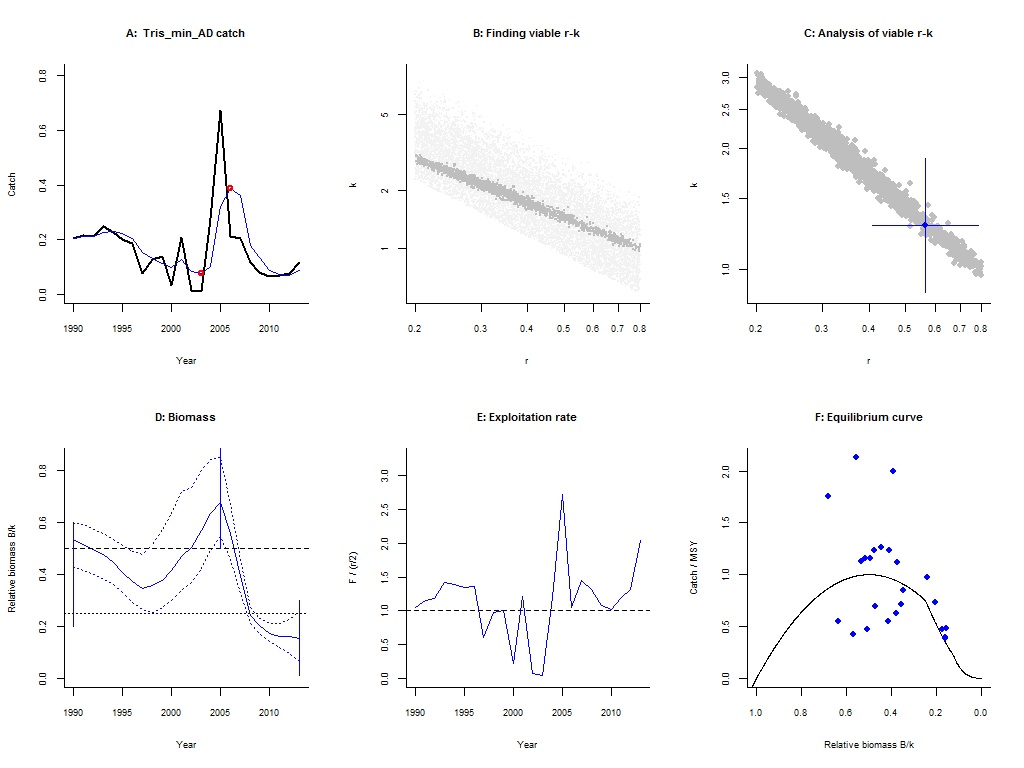 A:  Tris_min_AD catch
Catch
0.0 0.2 0.4 0.6 0.8
1990 1995 2000 2005 2010
Year
B: Finding viable r-k
k
1 2 5
0.2 0.3 0.4 0.5 0.6 0.7 0.8
r
C: Analysis of viable r-k
k
1.0 1.5 2.0 2.5 3.0
0.2 0.3 0.4 0.5 0.6 0.7 0.8
r
D: Biomass
Relative biomass B/k
0.0 0.2 0.4 0.6 0.8
1990 1995 2000 2005 2010
Year
E: Exploitation rate
F / (r/2)
0.0 0.5 1.0 1.5 2.0 2.5 3.0
1990 1995 2000 2005 2010
Year
F: Equilibrium curve
Catch / MSY
0.0 0.5 1.0 1.5 2.0
1.0 0.8 0.6 0.4 0.2 0.0
Relative biomass B/k